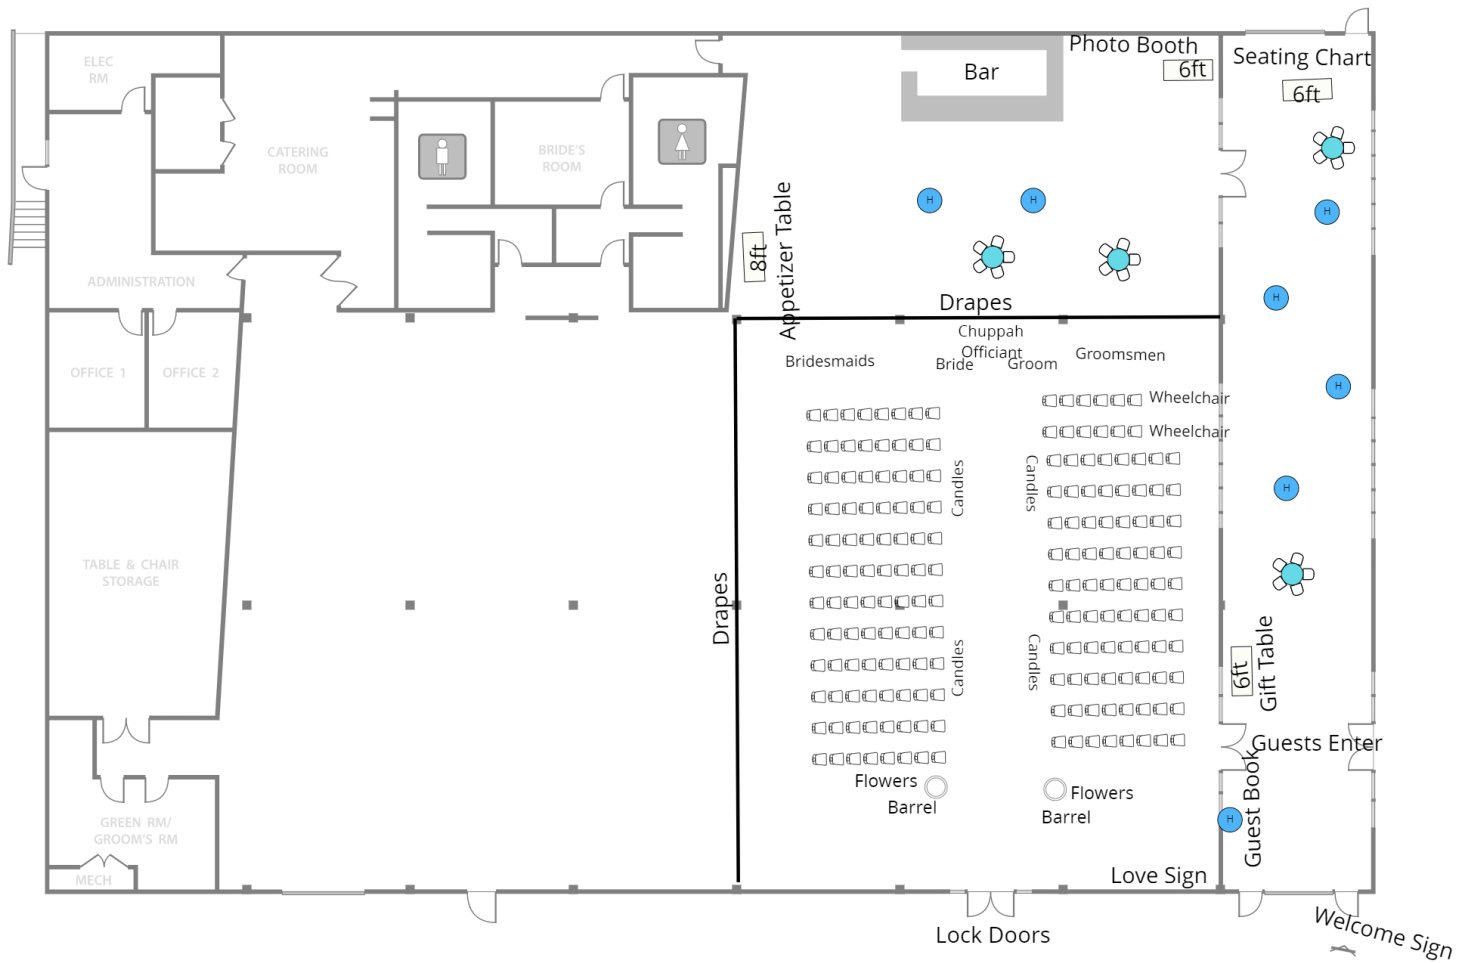 ELEC
RM
CATERING
ROOM
BRIDE'S
ROOM
ADMINISTRATION
OFFICE 1
OFFICE 2
TABLE & CHAIR
STORAGE
GREEN RM/
GROOM'S RM
MECH
Bar
Photo Booth
6ft
Seating Chart
6ft
H
H
H
H
H
H
H
8ft
Appetizer Table
Drapes
Chuppah
Officiant
Bridesmaids
Bride
Groom
Groomsmen
Wheelchair
Wheelchair
Candles
Candles
Drapes
Candles
Candles
6ft
Gift Table
Guests Enter
Flowers
Barrel
Flowers
Barrel
Guest Book
Love Sign
Lock Doors
Welcome Sign